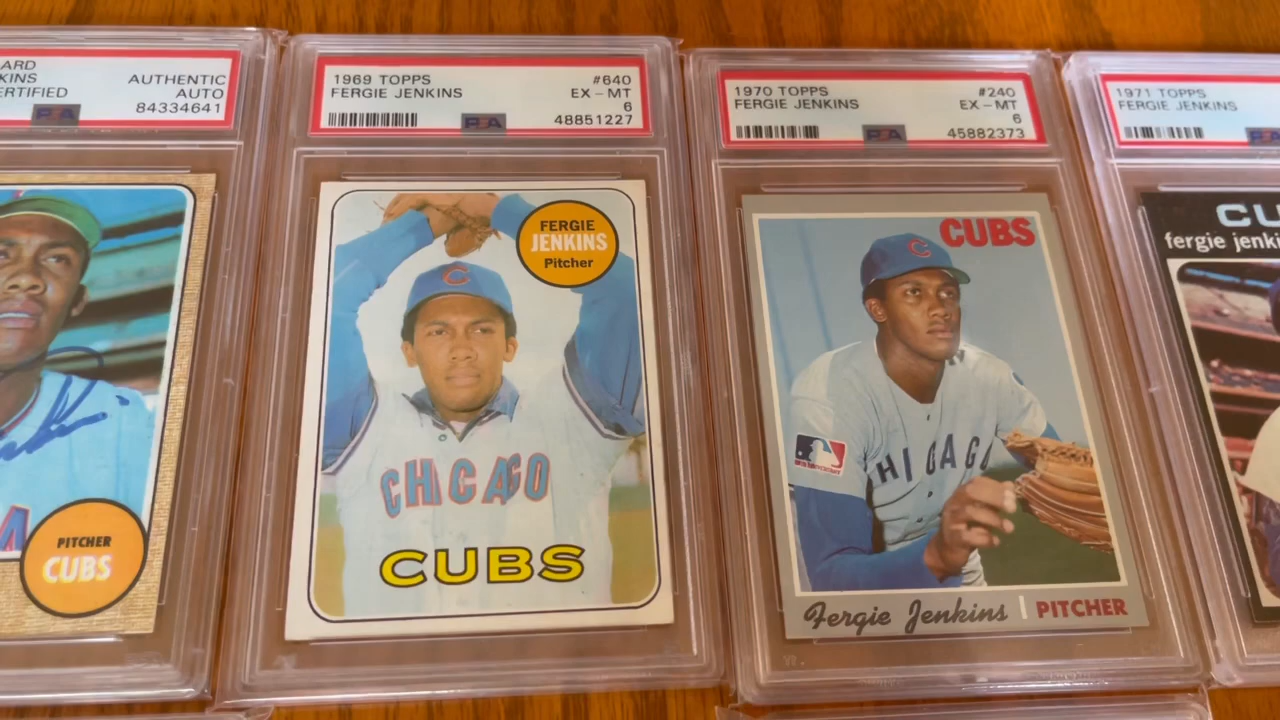 ARD
KINS
ERTIFIED
AUTHENTIC
AUTO
84334641
PSA
PITCHER
CUBS
1969 TOPPS
FERGIE JENKINS
#640
EX – MT
6
48851227
PSA
FERGIE
JENKINS
Pitcher
C
CHICAGO
CUBS
1970 TOPPS
FERGIE JENKINS
#240
EX – MT
6
45882373
PSA
CUBS
C
CHICAGO
Fergie Jenkins | PITCHER
1971 TOPPS
FERGIE JENKINS
CU
fergie jenki